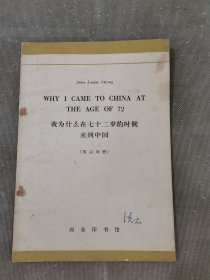 Anna Louise Strong
WHY I CAME TO CHINA AT
THE AGE OF 72
我为什么在七十二岁的时候
来到中国
（英汉对照）
商务印书馆